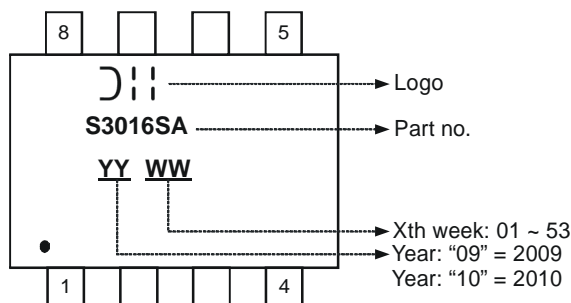 8 5
Logo
S3016SA
Part no.
YY WW
Xth week: 01 ~ 53
Year: “09” = 2009
Year: “10” = 2010
1 4